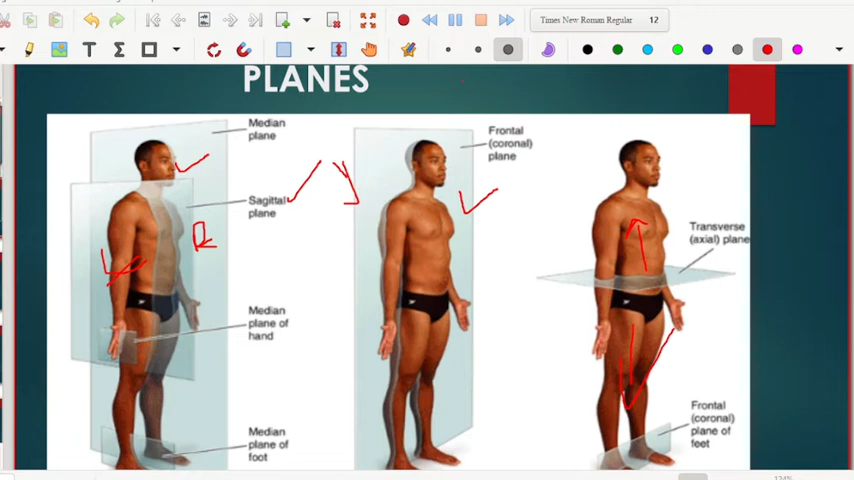 Times New Roman Regular 12
PLANES
Median
plane
Sagittal
plane
R
Median
plane of
hand
Median
plane of
foot
Frontal
(coronal)
plane
Transverse
(axial) plane
Frontal
(coronal)
plane of
feet